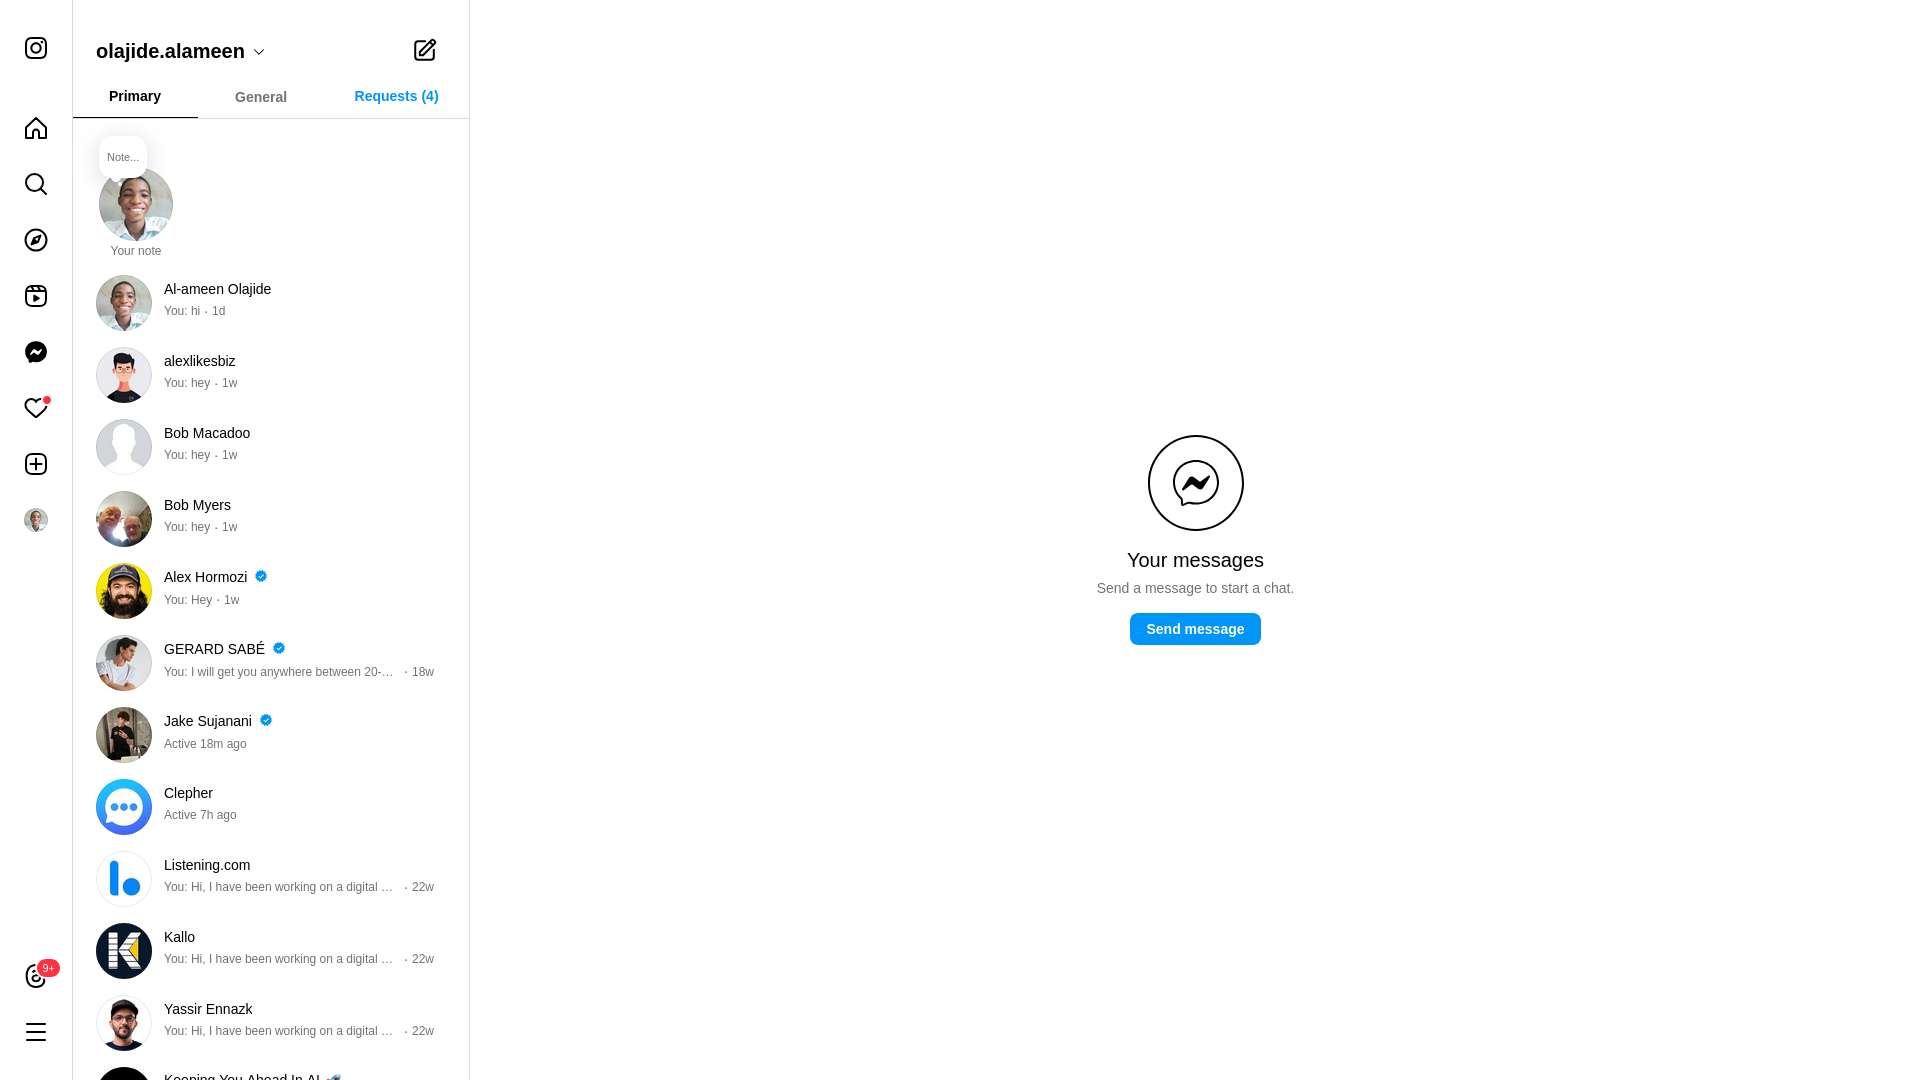 olajide.alameen
Primary
General
Requests (4)
Note...
Your note
Al-ameen Olajide
You: hi · 1d
alexlikesbiz
You: hey · 1w
Bob Macadoo
You: hey · 1w
Bob Myers
You: hey · 1w
Alex Hormozi
You: Hey · 1w
GERARD SABÉ
You: I will get you anywhere between 20-… · 18w
Jake Sujanani
Active 18m ago
Clepher
Active 7h ago
Listening.com
You: Hi, I have been working on a digital … · 22w
Kallo
You: Hi, I have been working on a digital … · 22w
Yassir Ennazk
You: Hi, I have been working on a digital … · 22w
Keeping You Ahead In AI 🚀
9+
Your messages
Send a message to start a chat.
Send message